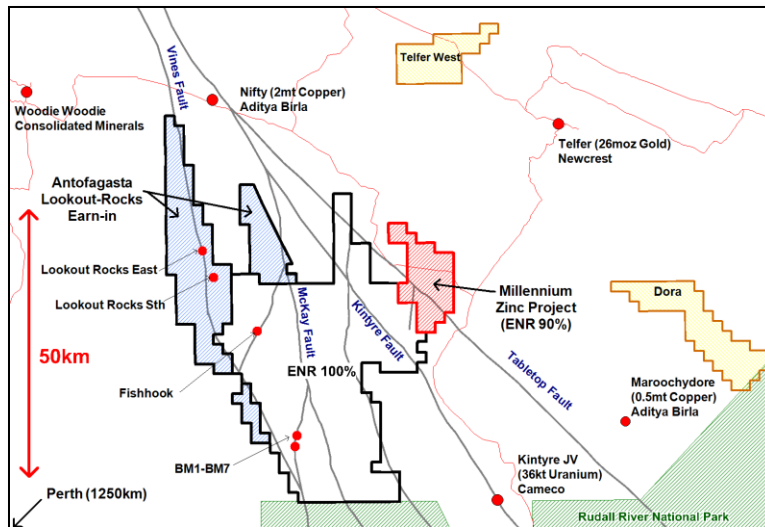 Telfer West
Vines Fault
Nifty (2mt Copper)
Aditya Birla
Woodie Woodie
Consolidated Minerals
Telfer (26moz Gold)
Newcrest
Antofagasta
Lookout-Rocks
Earn-in
Lookout Rocks East
Lookout Rocks Sth
50km
McKay Fault
Kintyre Fault
Millennium
Zinc Project
(ENR 90%)
Dora
Tabletop Fault
ENR 100%
Fishhook
Maroochydore
(0.5mt Copper)
Aditya Birla
BM1-BM7
Kintyre JV
(36kt Uranium)
Cameco
Perth (1250km)
Rudall River National Park